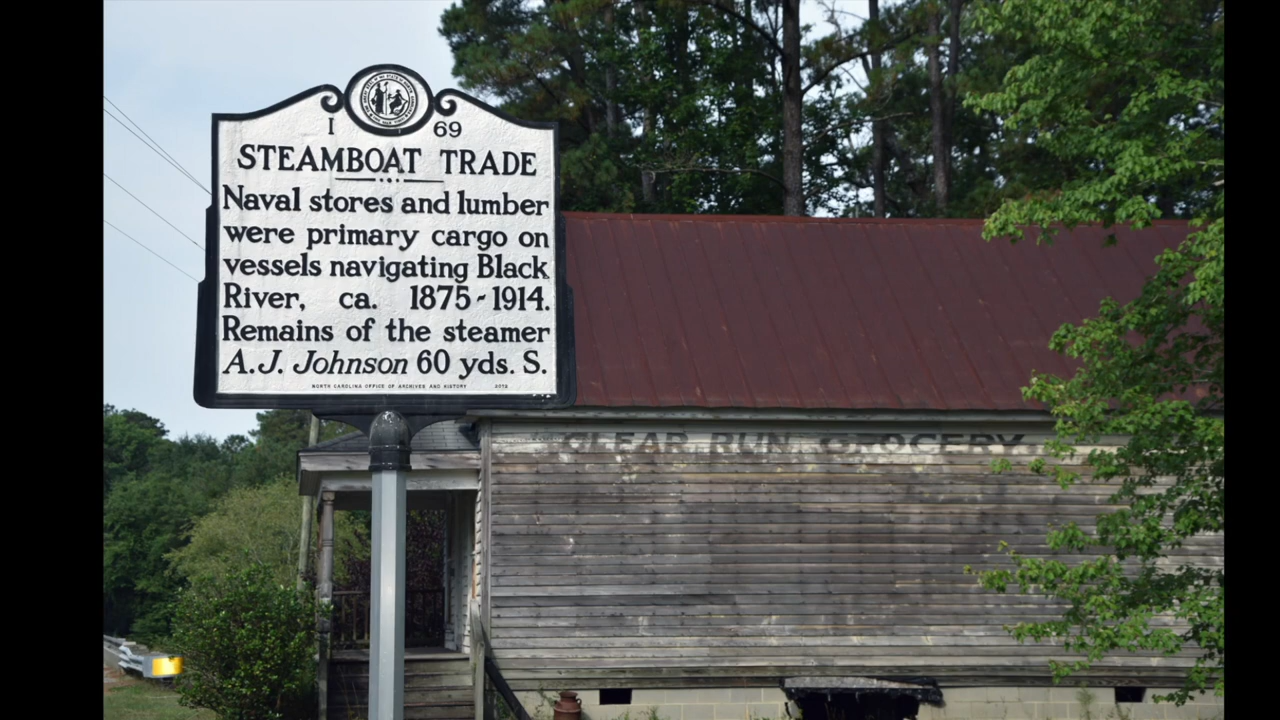 I 69
STEAMBOAT TRADE
Naval stores and lumber
were primary cargo on
vessels navigating Black
River, ca. 1875-1914.
Remains of the steamer
A.J. Johnson 60 yds. S.
NORTH CAROLINA OFFICE OF ARCHIVES AND HISTORY
CLEAR RUN GROCERY